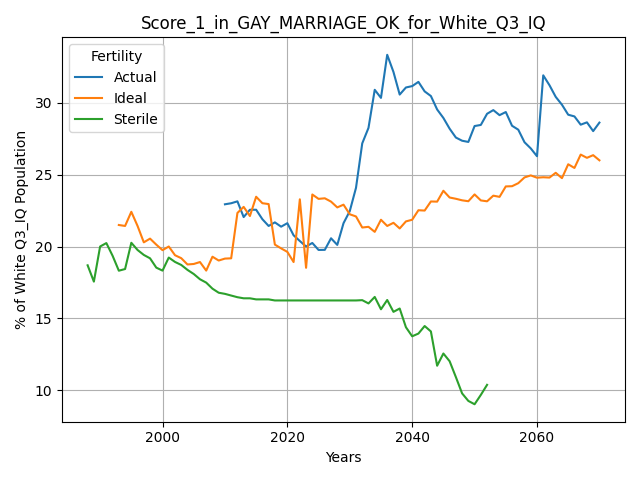 Score_1_in_GAY_MARRIAGE_OK_for_White_Q3_IQ
Fertility
Actual
Ideal
Sterile
% of White Q3_IQ Population
30
25
20
15
10
2000 2020 2040 2060
Years